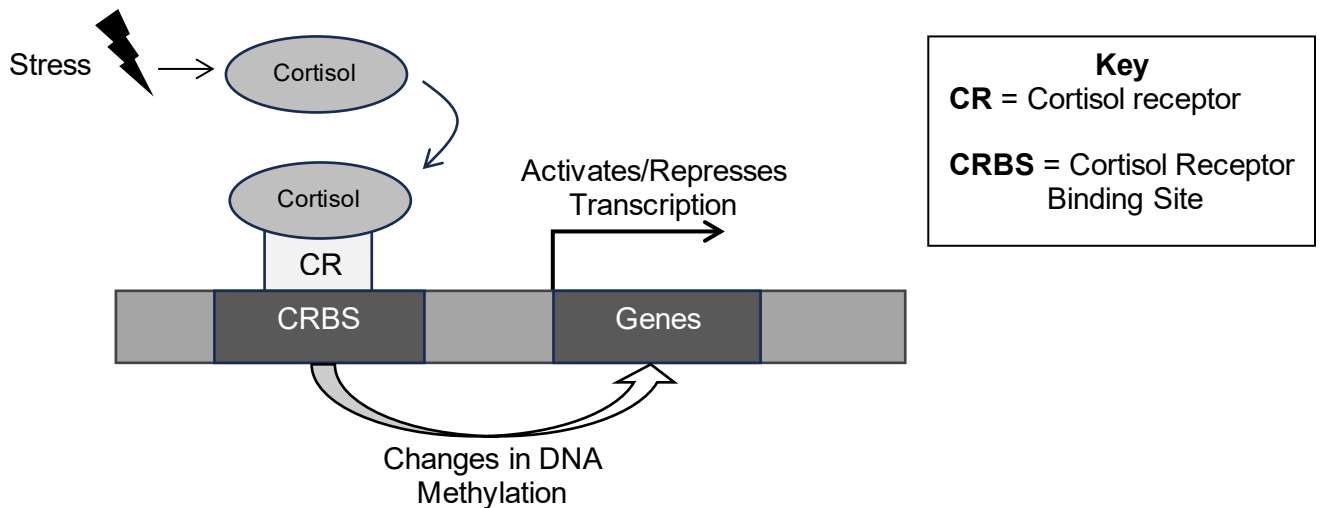 Stress
Cortisol
Cortisol
CR
CRBS
Genes
Activates/Represses
Transcription
Changes in DNA
Methylation
Key
CR = Cortisol receptor
CRBS = Cortisol Receptor
Binding Site